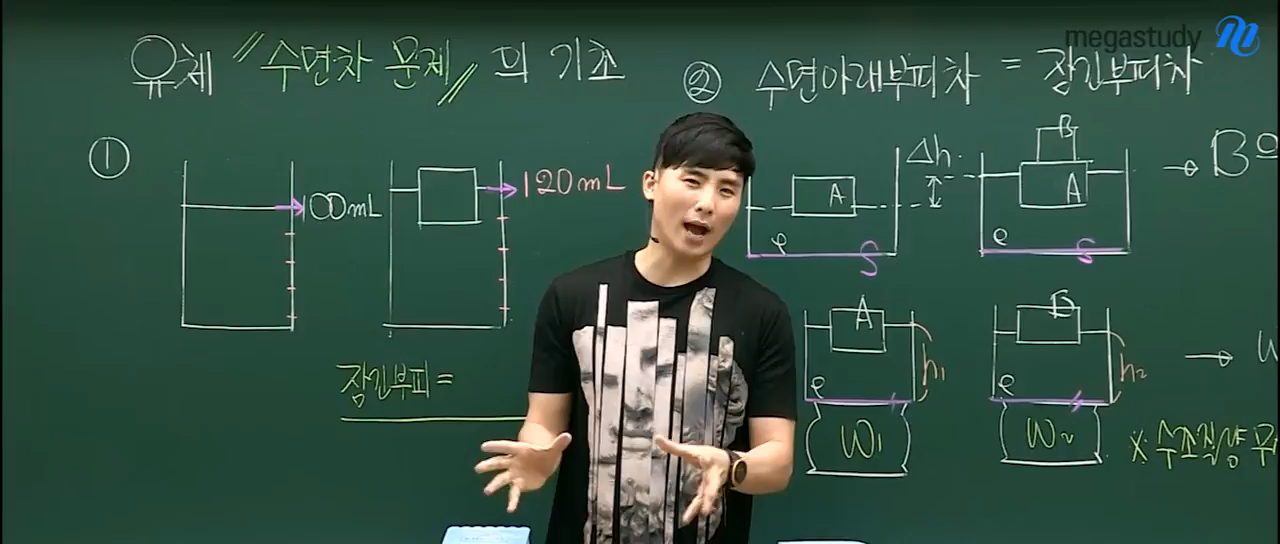 megastudy
유체 "수면차 문제" 의 기초
② 수면아래부피차 = 잠긴부피차
①
100mL
120mL
잠긴부피 =
A
ρ
S
Δh
B
A
ρ
S
→ B
A
ρ
h₁
W₁
B
ρ
h₂
W₂
→ W
※ 수조질량 무